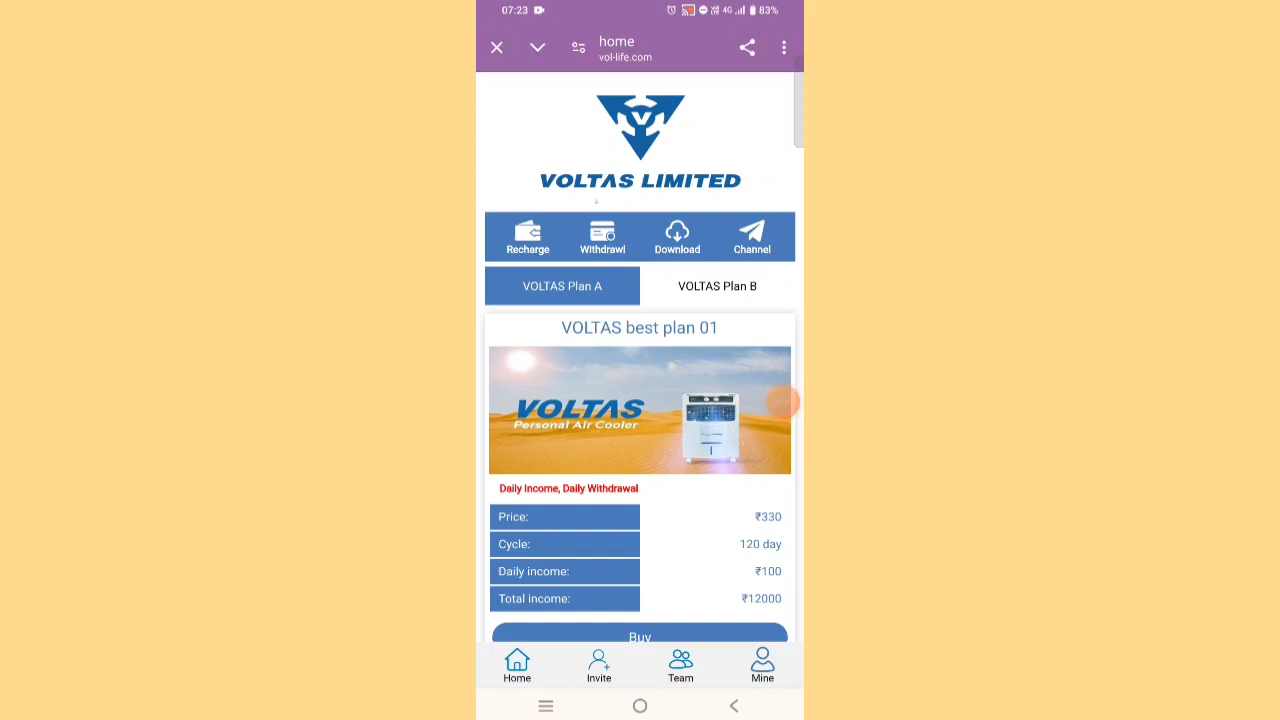 07:23
4G 83%
home
vol-life.com
VOLTAS LIMITED
Recharge Withdrawl Download Channel
VOLTAS Plan A VOLTAS Plan B
VOLTAS best plan 01
VOLTAS
Personal Air Cooler
Daily Income, Daily Withdrawal
Price: ₹330
Cycle: 120 day
Daily income: ₹100
Total income: ₹12000
Buy
Home Invite Team Mine